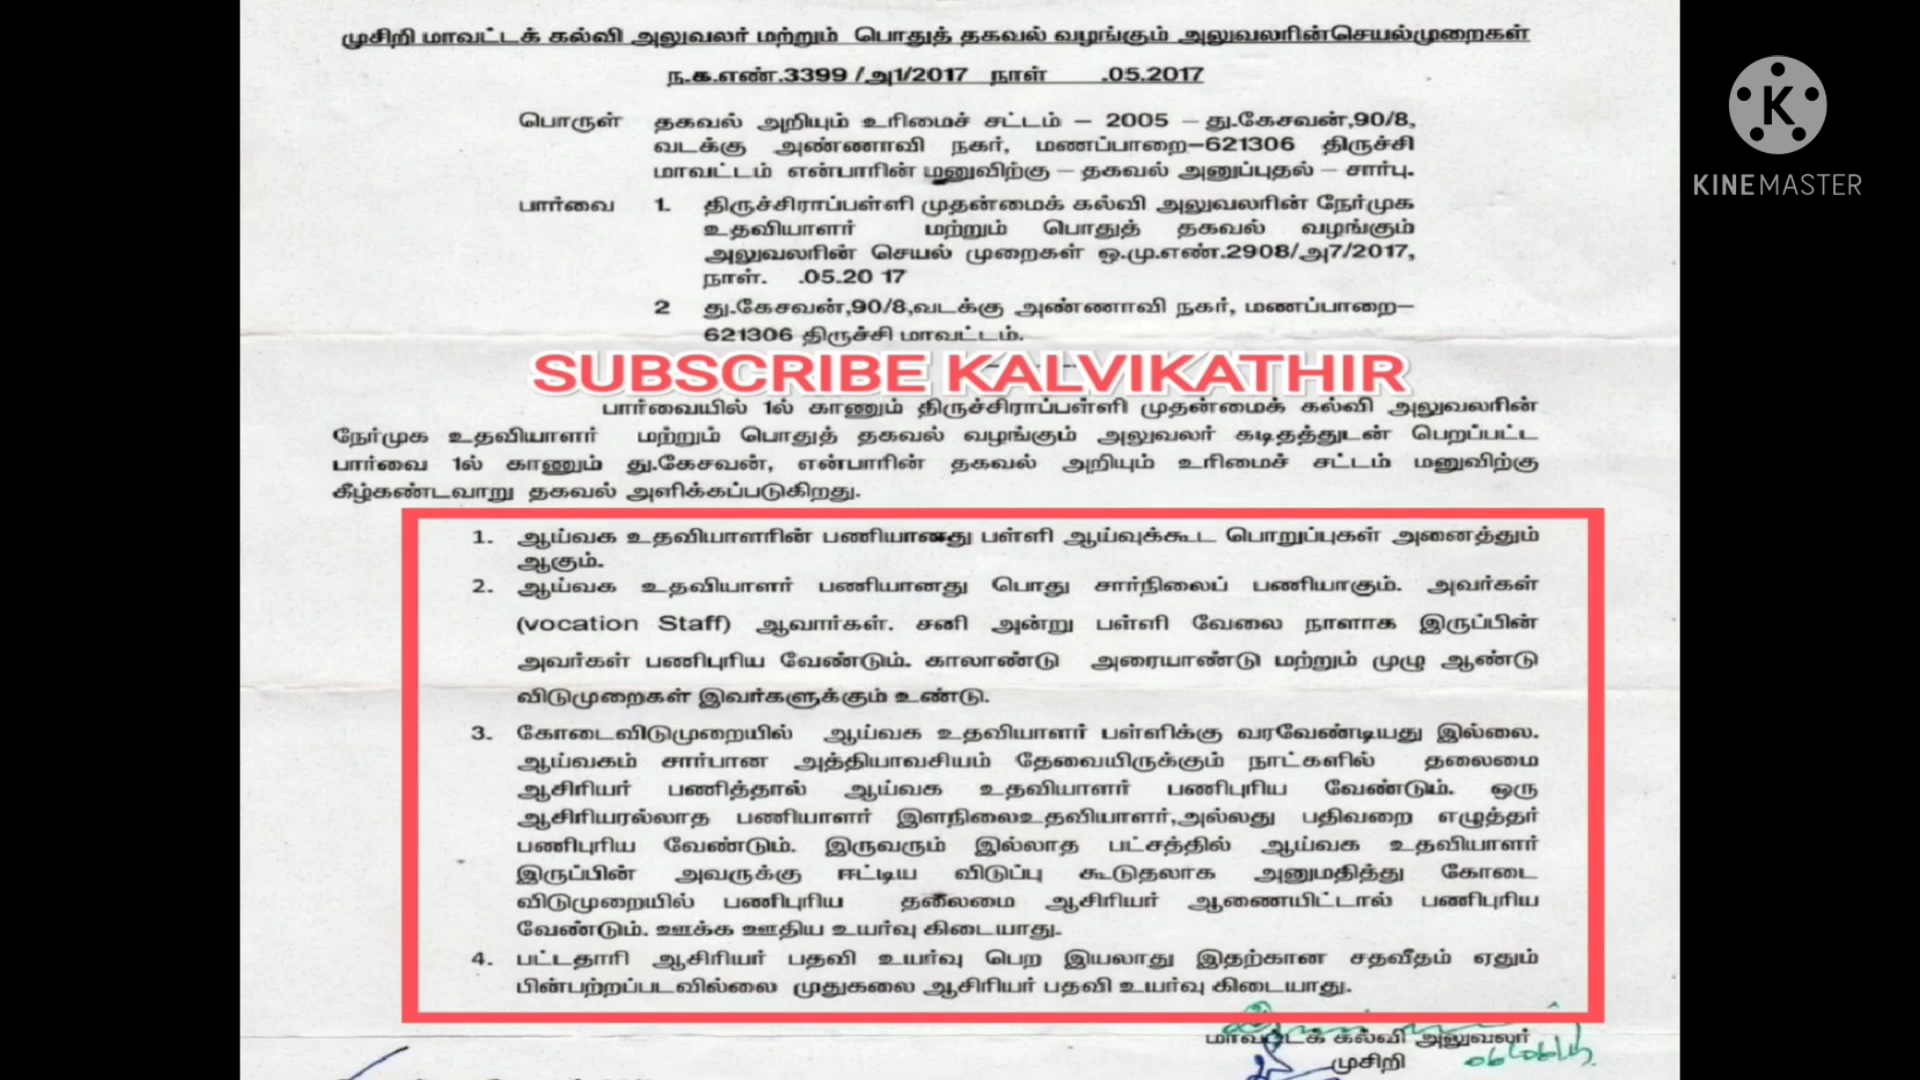 முசிறி மாவட்டக் கல்வி அலுவலர் மற்றும் பொதுத் தகவல் வழங்கும் அலுவலரின்செயல்முறைகள்
ந.க.எண்.3399 /அ1/2017 நாள் .05.2017
பொருள் தகவல் அறியும் உரிமைச் சட்டம் – 2005 – து.கேசவன்,90/8,
வடக்கு அண்ணாவி நகர், மணப்பாறை–621306 திருச்சி
மாவட்டம் என்பாரின் மனுவிற்கு – தகவல் அனுப்புதல் – சார்பு.
பார்வை 1. திருச்சிராப்பள்ளி முதன்மைக் கல்வி அலுவலரின் நேர்முக
உதவியாளர் மற்றும் பொதுத் தகவல் வழங்கும்
அலுவலரின் செயல் முறைகள் ஒ.மு.எண்.2908/அ7/2017,
நாள். .05.20 17
2 து.கேசவன்,90/8,வடக்கு அண்ணாவி நகர், மணப்பாறை–
621306 திருச்சி மாவட்டம்.
SUBSCRIBE KALVIKATHIR
பார்வையில் 1ல் காணும் திருச்சிராப்பள்ளி முதன்மைக் கல்வி அலுவலரின்
நேர்முக உதவியாளர் மற்றும் பொதுத் தகவல் வழங்கும் அலுவலர் கடிதத்துடன் பெறப்பட்ட
பார்வை 1ல் காணும் து.கேசவன், என்பாரின் தகவல் அறியும் உரிமைச் சட்டம் மனுவிற்கு
கீழ்கண்டவாறு தகவல் அளிக்கப்படுகிறது.
1. ஆய்வக உதவியாளரின் பணியானது பள்ளி ஆய்வுக்கூட பொறுப்புகள் அனைத்தும்
ஆகும்.
2. ஆய்வக உதவியாளர் பணியானது பொது சார்நிலைப் பணியாகும். அவர்கள்
(vocation Staff) ஆவார்கள். சனி அன்று பள்ளி வேலை நாளாக இருப்பின்
அவர்கள் பணிபுரிய வேண்டும். காலாண்டு அரையாண்டு மற்றும் முழு ஆண்டு
விடுமுறைகள் இவர்களுக்கும் உண்டு.
3. கோடைவிடுமுறையில் ஆய்வக உதவியாளர் பள்ளிக்கு வரவேண்டியது இல்லை.
ஆய்வகம் சார்பான அத்தியாவசியம் தேவையிருக்கும் நாட்களில் தலைமை
ஆசிரியர் பணித்தால் ஆய்வக உதவியாளர் பணிபுரிய வேண்டும். ஒரு
ஆசிரியரல்லாத பணியாளர் இளநிலைஉதவியாளர்,அல்லது பதிவறை எழுத்தர்
பணிபுரிய வேண்டும். இருவரும் இல்லாத பட்சத்தில் ஆய்வக உதவியாளர்
இருப்பின் அவருக்கு ஈட்டிய விடுப்பு கூடுதலாக அனுமதித்து கோடை
விடுமுறையில் பணிபுரிய தலைமை ஆசிரியர் ஆணையிட்டால் பணிபுரிய
வேண்டும். ஊக்க ஊதிய உயர்வு கிடையாது.
4. பட்டதாரி ஆசிரியர் பதவி உயர்வு பெற இயலாது இதற்கான சதவீதம் ஏதும்
பின்பற்றப்படவில்லை முதுகலை ஆசிரியர் பதவி உயர்வு கிடையாது.
மாவட்டக் கல்வி அலுவலர்
முசிறி
K
KINEMASTER